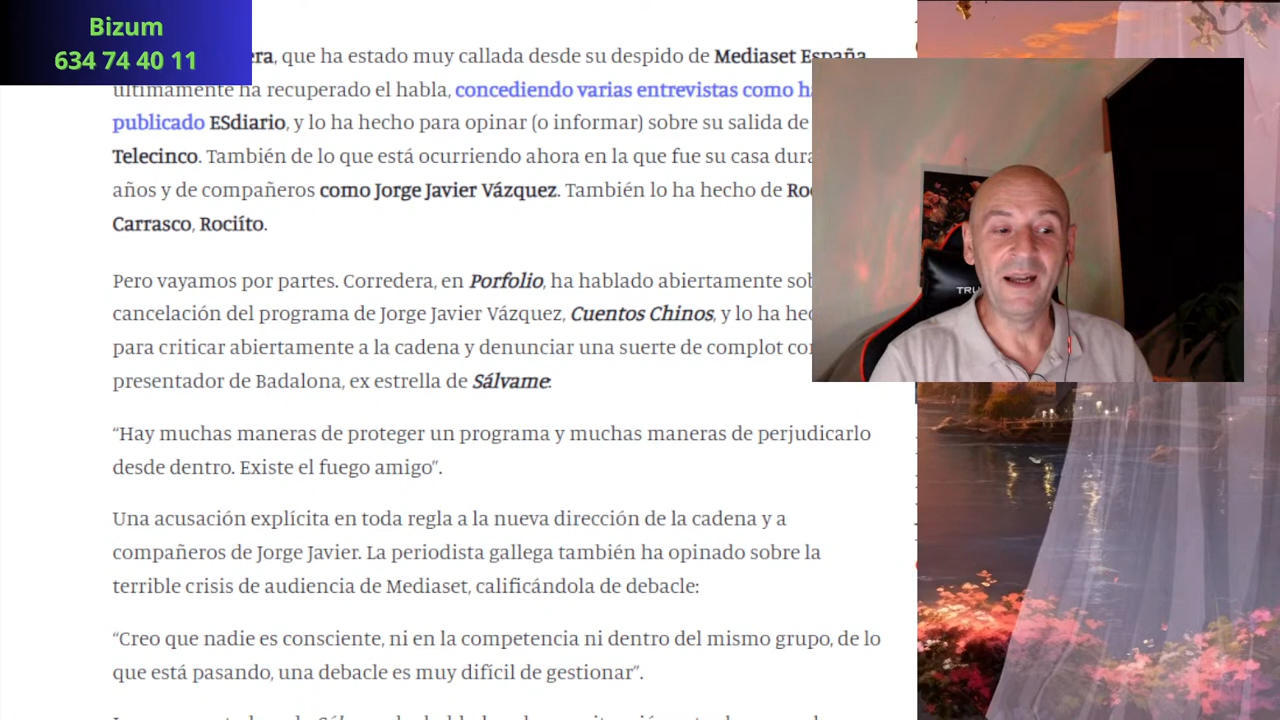 Bizum
634 74 40 11
era, que ha estado muy callada desde su despido de Mediaset España
últimamente ha recuperado el habla, concediendo varias entrevistas como h
publicado ESdiario, y lo ha hecho para opinar (o informar) sobre su salida de
Telecinco. También de lo que está ocurriendo ahora en la que fue su casa dura
años y de compañeros como Jorge Javier Vázquez. También lo ha hecho de Ro
Carrasco, Rociíto.
Pero vayamos por partes. Corredera, en Porfolio, ha hablado abiertamente sob
cancelación del programa de Jorge Javier Vázquez, Cuentos Chinos, y lo ha hec
para criticar abiertamente a la cadena y denunciar una suerte de complot con
presentador de Badalona, ex estrella de Sálvame:
“Hay muchas maneras de proteger un programa y muchas maneras de perjudicarlo
desde dentro. Existe el fuego amigo”.
Una acusación explícita en toda regla a la nueva dirección de la cadena y a
compañeros de Jorge Javier. La periodista gallega también ha opinado sobre la
terrible crisis de audiencia de Mediaset, calificándola de debacle:
“Creo que nadie es consciente, ni en la competencia ni dentro del mismo grupo, de lo
que está pasando, una debacle es muy difícil de gestionar”.
TRU